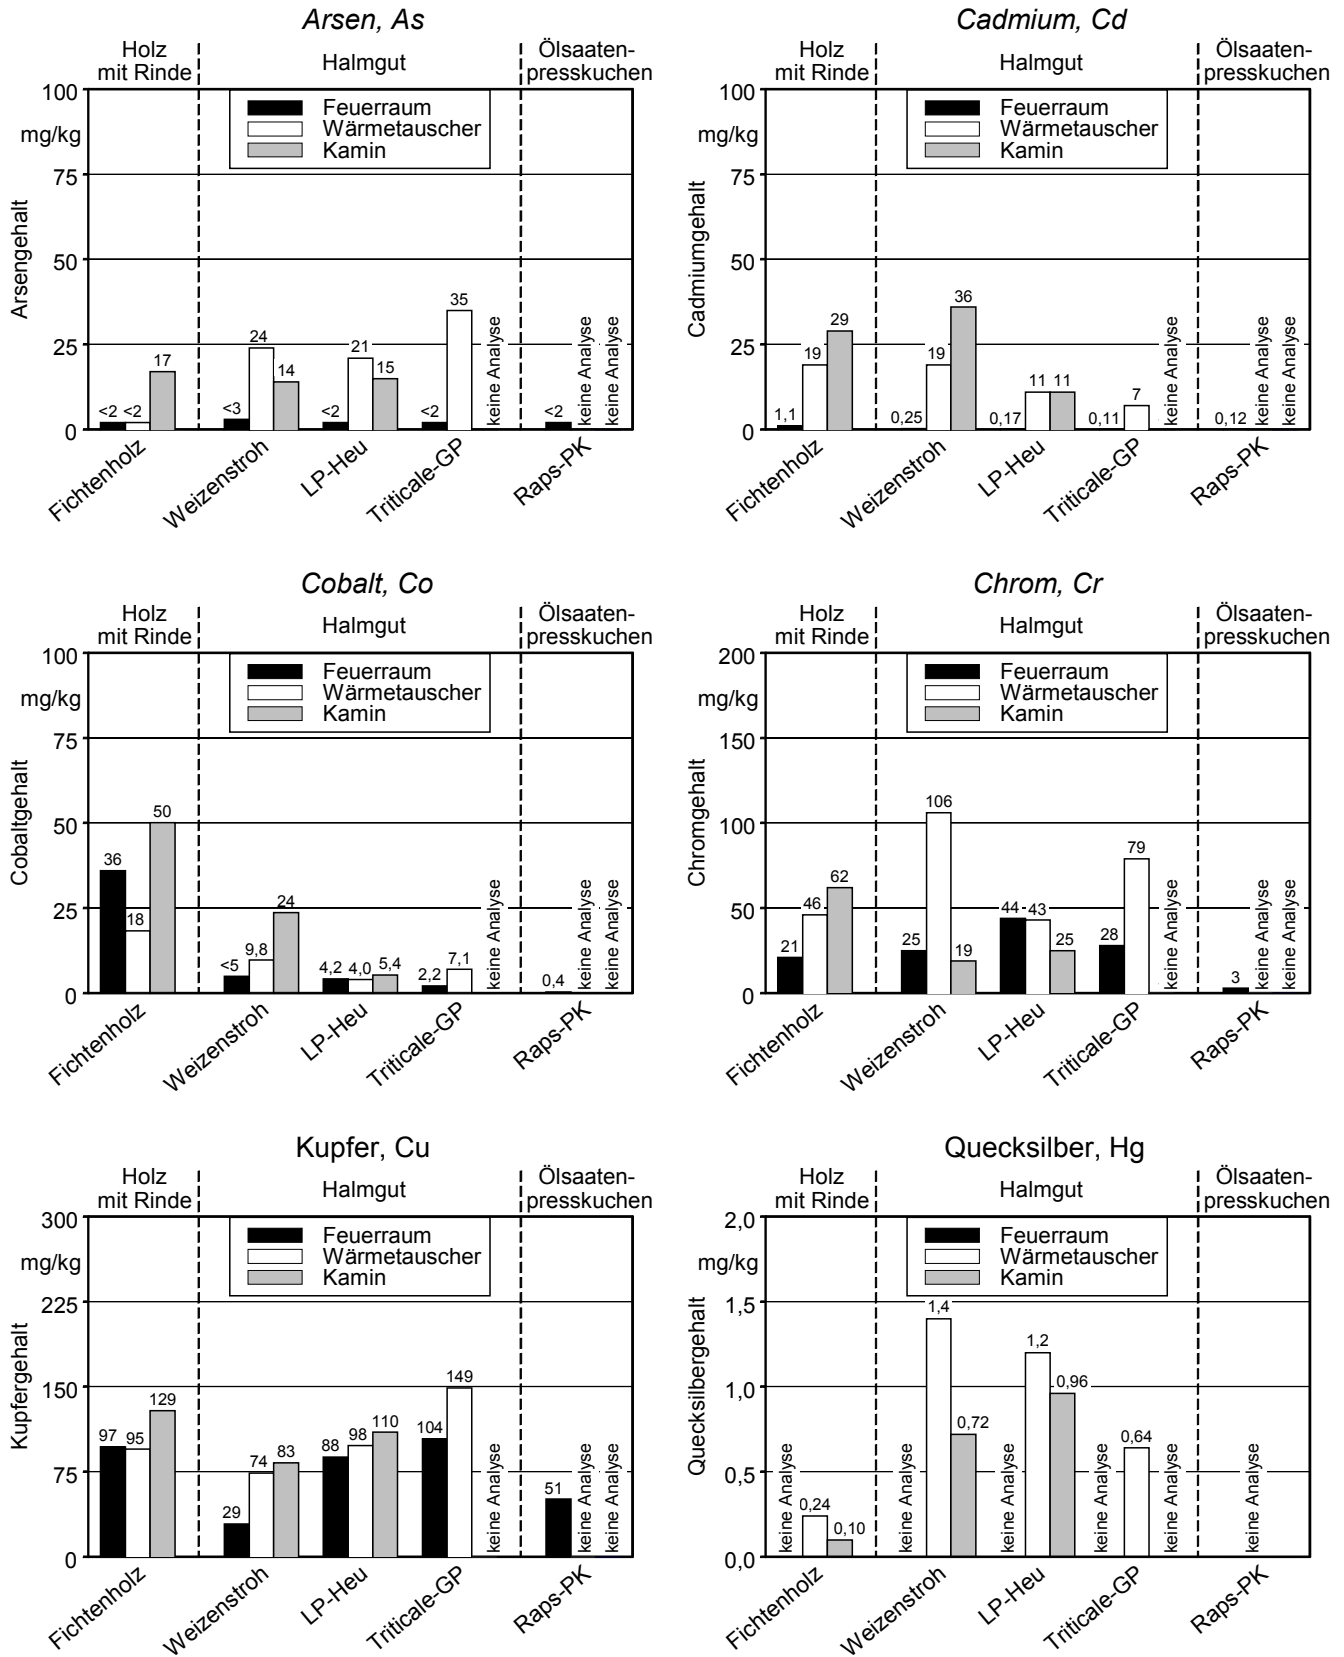 Arsen, As
Holz
mit Rinde
Halmgut
Ölsaaten-
presskuchen
100
mg/kg
75
50
25
0
Arsengehalt
Feuerraum
Wärmetauscher
Kamin
<2 <2 17
<3 24 14
<2 21 15
<2 35 keine Analyse
<2 keine Analyse keine Analyse
Fichtenholz
Weizenstroh
LP-Heu
Triticale-GP
Raps-PK
Cadmium, Cd
Holz
mit Rinde
Halmgut
Ölsaaten-
presskuchen
100
mg/kg
75
50
25
0
Cadmiumgehalt
Feuerraum
Wärmetauscher
Kamin
1,1 19 29
0,25 19 36
0,17 11 11
0,11 7 keine Analyse
0,12 keine Analyse keine Analyse
Fichtenholz
Weizenstroh
LP-Heu
Triticale-GP
Raps-PK
Cobalt, Co
Holz
mit Rinde
Halmgut
Ölsaaten-
presskuchen
100
mg/kg
75
50
25
0
Cobaltgehalt
Feuerraum
Wärmetauscher
Kamin
36 18 50
<5 9,8 24
4,2 4,0 5,4
2,2 7,1 keine Analyse
0,4 keine Analyse keine Analyse
Fichtenholz
Weizenstroh
LP-Heu
Triticale-GP
Raps-PK
Chrom, Cr
Holz
mit Rinde
Halmgut
Ölsaaten-
presskuchen
200
mg/kg
150
100
50
0
Chromgehalt
Feuerraum
Wärmetauscher
Kamin
21 46 62
25 106 19
44 43 25
28 79 keine Analyse
3 keine Analyse keine Analyse
Fichtenholz
Weizenstroh
LP-Heu
Triticale-GP
Raps-PK
Kupfer, Cu
Holz
mit Rinde
Halmgut
Ölsaaten-
presskuchen
300
mg/kg
225
150
75
0
Kupfergehalt
Feuerraum
Wärmetauscher
Kamin
97 95 129
29 74 83
88 98 110
104 149 keine Analyse
51 keine Analyse keine Analyse
Fichtenholz
Weizenstroh
LP-Heu
Triticale-GP
Raps-PK
Quecksilber, Hg
Holz
mit Rinde
Halmgut
Ölsaaten-
presskuchen
2,0
mg/kg
1,5
1,0
0,5
0,0
Quecksilbergehalt
Feuerraum
Wärmetauscher
Kamin
keine Analyse 0,24 0,10
keine Analyse 1,4 0,72
keine Analyse 1,2 0,96
keine Analyse 0,64 keine Analyse
keine Analyse
Fichtenholz
Weizenstroh
LP-Heu
Triticale-GP
Raps-PK